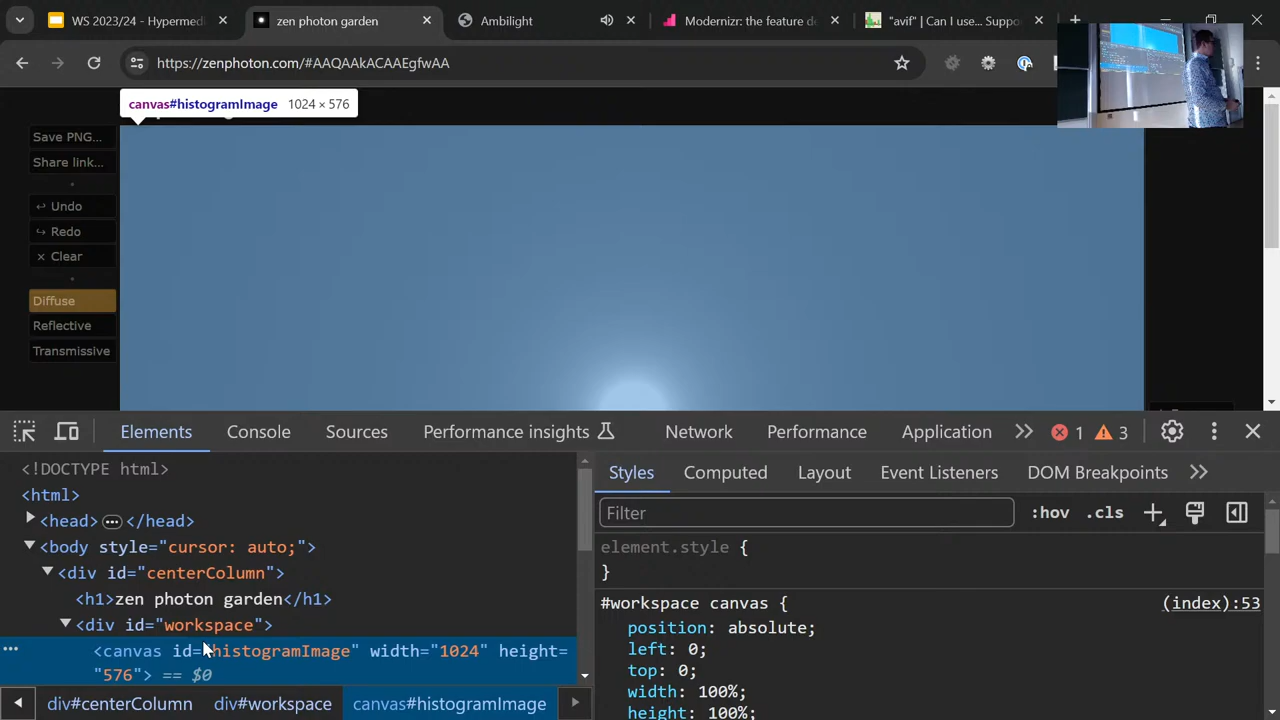 WS 2023/24 - Hypermedi
zen photon garden
Ambilight
Modernizr: the feature de
"avif" | Can I use... Suppo
https://zenphoton.com/#AAQAAkACAAEgfwAA
canvas#histogramImage 1024 × 576
Save PNG...
Share link...
↩ Undo
↪ Redo
× Clear
Diffuse
Reflective
Transmissive
Elements
Console
Sources
Performance insights
Network
Performance
Application
1
3
<!DOCTYPE html>
<html>
<head> ⋯ </head>
<body style="cursor: auto;">
<div id="centerColumn">
<h1>zen photon garden</h1>
<div id="workspace">
<canvas id="histogramImage" width="1024" height=
"576"> == $0
div#centerColumn
div#workspace
canvas#histogramImage
Styles
Computed
Layout
Event Listeners
DOM Breakpoints
Filter
:hov
.cls
element.style {
}
#workspace canvas {
(index):53
position: absolute;
left: 0;
top: 0;
width: 100%;
height: 100%;